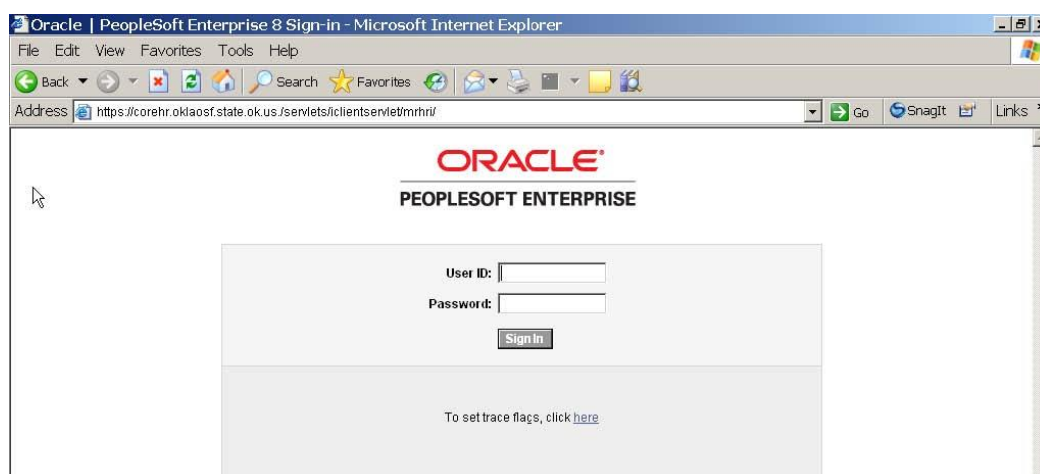 Oracle | PeopleSoft Enterprise 8 Sign-in - Microsoft Internet Explorer
File Edit View Favorites Tools Help
Back Search Favorites
Address https://corehr.oklaosf.state.ok.us./servlets/iclientservlet/mrhri/ Go SnagIt Links
ORACLE
PEOPLESOFT ENTERPRISE
User ID:
Password:
Sign In
To set trace flags, click here